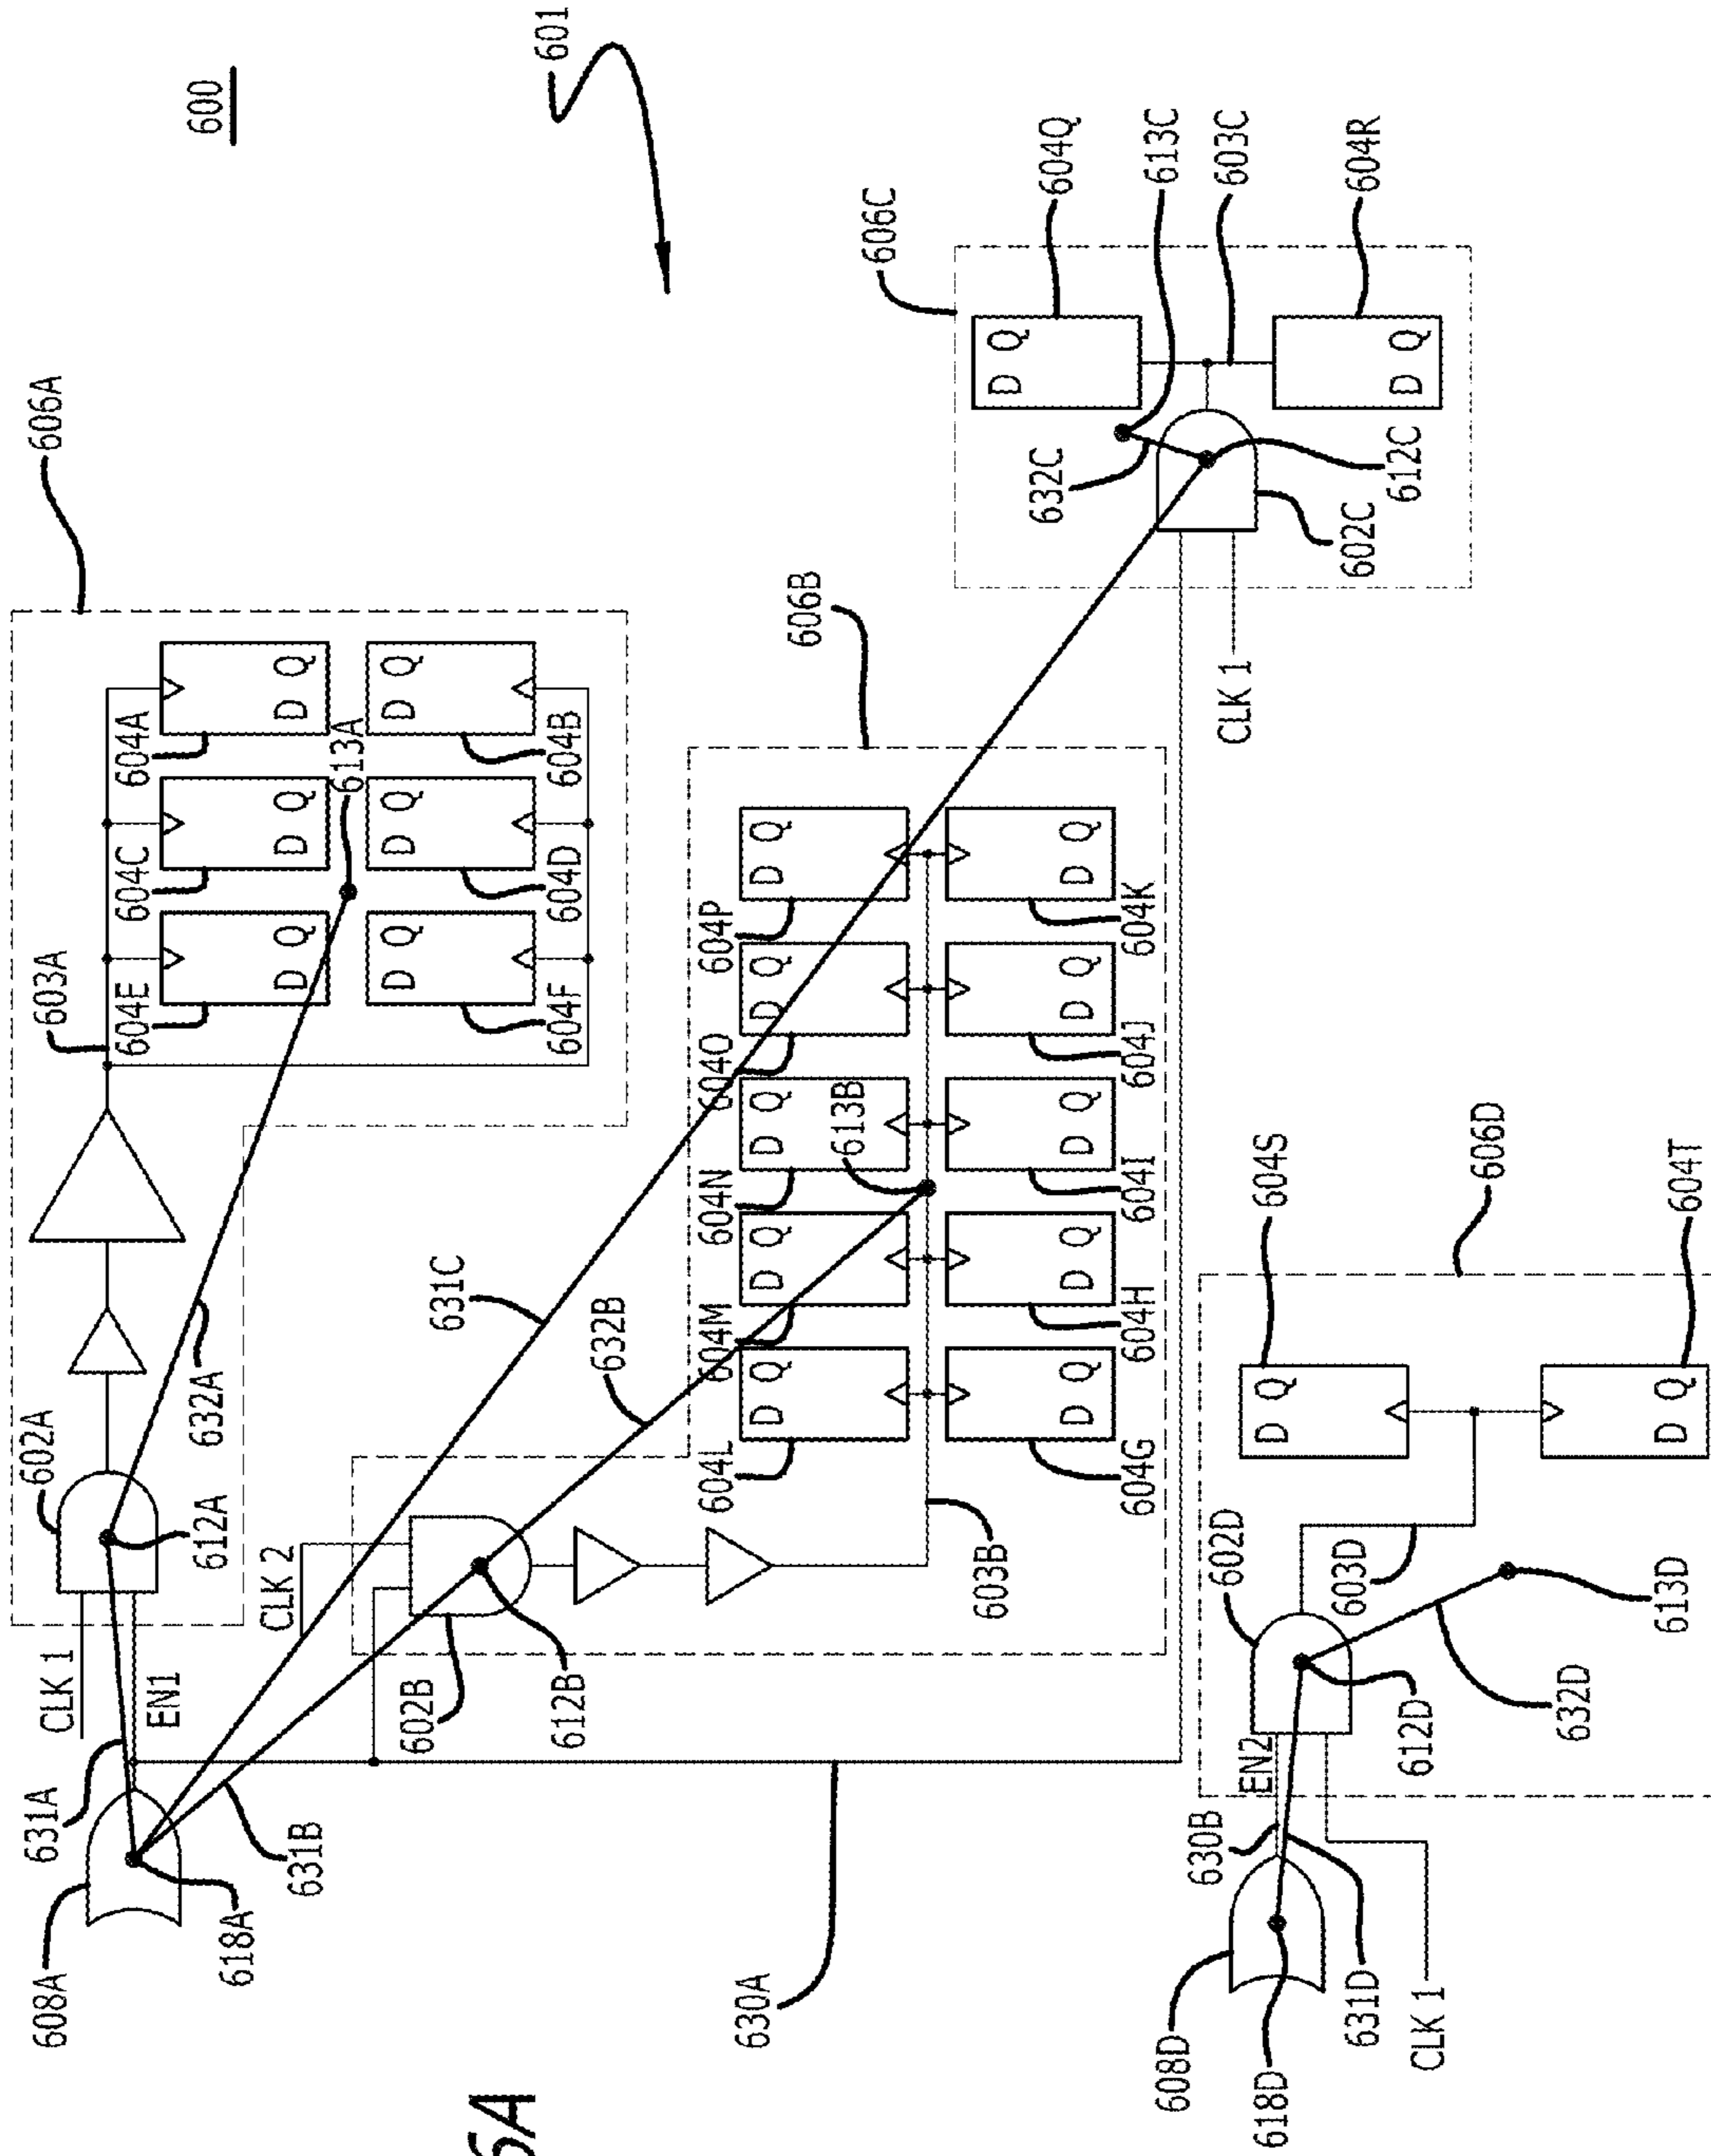 600
601
606A
603A
602A
604E
604C
604A
D Q
D Q
D Q
613A
D Q
D Q
D Q
604F
604D
604B
CLK 1
EN1
612A
632A
631A
608A
618A
631B
CLK 2
602B
612B
631C
632B
606B
604L
604M
604N
604O
604P
D Q
D Q
D Q
D Q
D Q
613B
D Q
D Q
D Q
D Q
D Q
603B
604G
604H
604I
604J
604K
630A
606C
D Q
604Q
632C
613C
603C
CLK 1
602C
612C
D Q
604R
608D
618D
630B
631D
EN2
CLK 1
602D
612D
603D
632D
613D
D Q
604S
606D
D Q
604T
6A